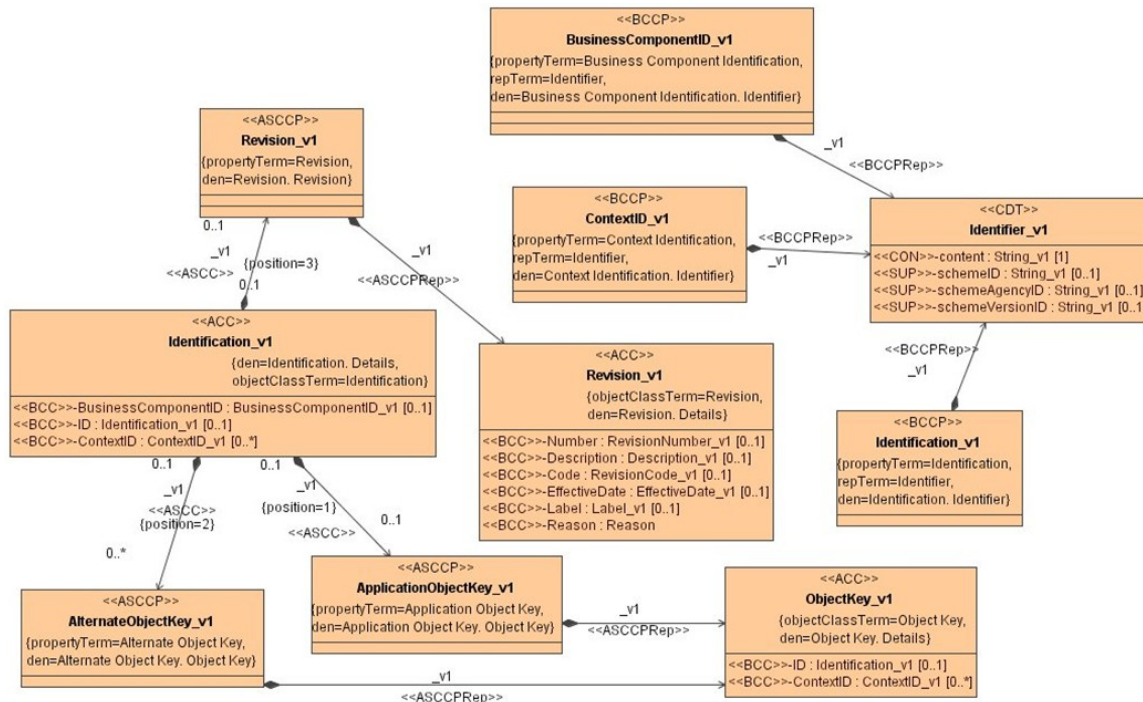 <<BCCP>>
BusinessComponentID_v1
{propertyTerm=Business Component Identification,
repTerm=Identifier,
den=Business Component Identification. Identifier}
_v1
<<BCCPRep>>
<<ASCCP>>
Revision_v1
{propertyTerm=Revision,
den=Revision. Revision}
0..1
_v1
<<ASCC>>
{position=3}
0..1
_v1
<<ASCCPRep>>
<<BCCP>>
ContextID_v1
{propertyTerm=Context Identification,
repTerm=Identifier,
den=Context Identification. Identifier}
<<BCCPRep>>
_v1
<<CDT>>
Identifier_v1
<<CON>>-content : String_v1 [1]
<<SUP>>-schemeID : String_v1 [0..1]
<<SUP>>-schemeAgencyID : String_v1 [0..1]
<<SUP>>-schemeVersionID : String_v1 [0..1
<<BCCPRep>>
_v1
<<ACC>>
Identification_v1
{den=Identification. Details,
objectClassTerm=Identification}
<<BCC>>-BusinessComponentID : BusinessComponentID_v1 [0..1]
<<BCC>>-ID : Identification_v1 [0..1]
<<BCC>>-ContextID : ContextID_v1 [0..*]
<<ACC>>
Revision_v1
{objectClassTerm=Revision,
den=Revision. Details}
<<BCC>>-Number : RevisionNumber_v1 [0..1]
<<BCC>>-Description : Description_v1 [0..1]
<<BCC>>-Code : RevisionCode_v1 [0..1]
<<BCC>>-EffectiveDate : EffectiveDate_v1 [0..1]
<<BCC>>-Label : Label_v1 [0..1]
<<BCC>>-Reason : Reason
<<BCCP>>
Identification_v1
{propertyTerm=Identification,
repTerm=Identifier,
den=Identification. Identifier}
0..1
_v1
<<ASCC>>
{position=2}
0..*
0..1
_v1
{position=1}
<<ASCC>>
0..1
<<ASCCP>>
ApplicationObjectKey_v1
{propertyTerm=Application Object Key,
den=Application Object Key. Object Key}
_v1
<<ASCCPRep>>
<<ACC>>
ObjectKey_v1
{objectClassTerm=Object Key,
den=Object Key. Details}
<<BCC>>-ID : Identification_v1 [0..1]
<<BCC>>-ContextID : ContextID_v1 [0..*]
<<ASCCP>>
AlternateObjectKey_v1
{propertyTerm=Alternate Object Key,
den=Alternate Object Key. Object Key}
_v1
<<ASCCPRep>>